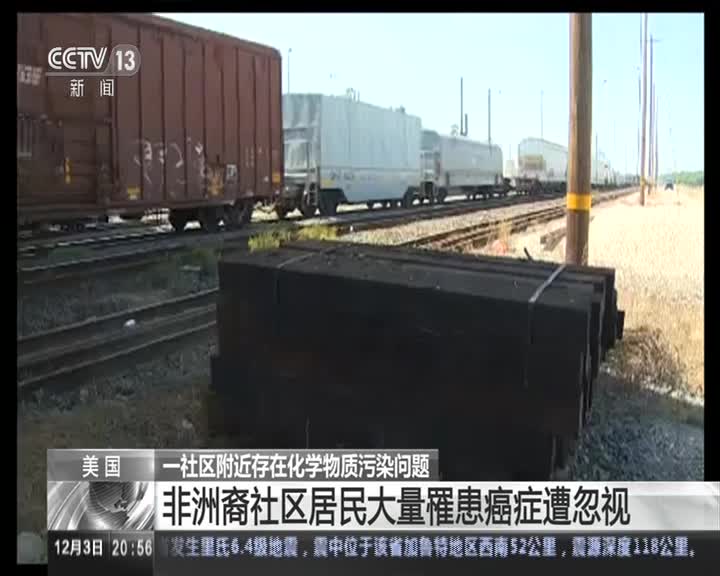 CCTV 13
新闻
美国
一社区附近存在化学物质污染问题
非洲裔社区居民大量罹患癌症遭忽视
12月3日 20:56 发生里氏6.4级地震，震中位于该省加鲁特地区西南52公里，震源深度118公里。